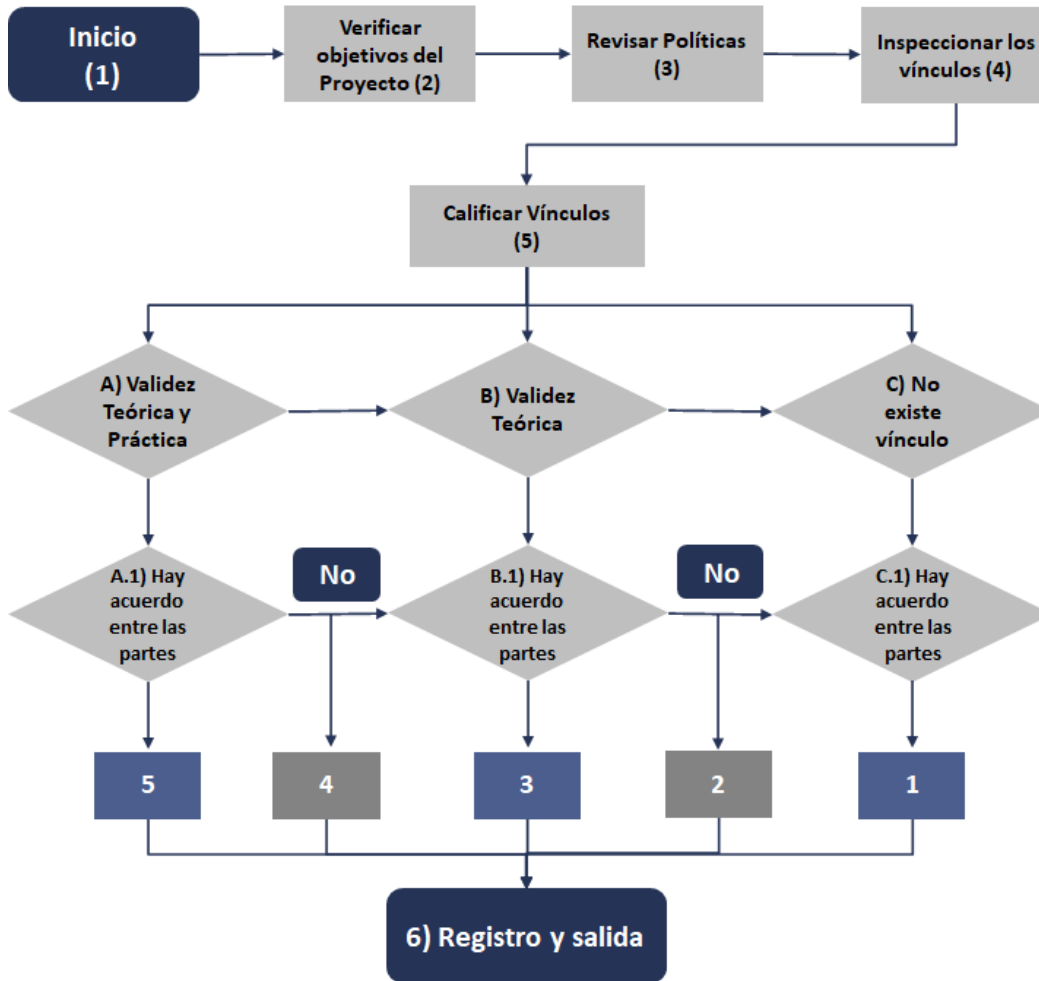 Inicio
(1)
Verificar
objetivos del
Proyecto (2)
Revisar Políticas
(3)
Inspeccionar los
vínculos (4)
Calificar Vínculos
(5)
A) Validez
Teórica y
Práctica
B) Validez
Teórica
C) No
existe
vínculo
A.1) Hay
acuerdo
entre las
partes
No
B.1) Hay
acuerdo
entre las
partes
No
C.1) Hay
acuerdo
entre las
partes
5
4
3
2
1
6) Registro y salida